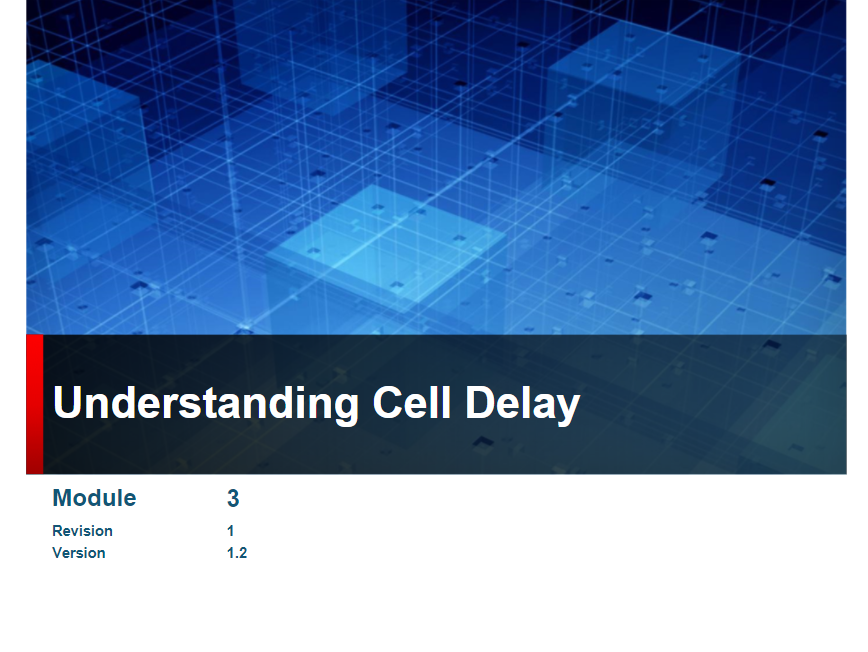 Understanding Cell Delay
Module 3
Revision 1
Version 1.2